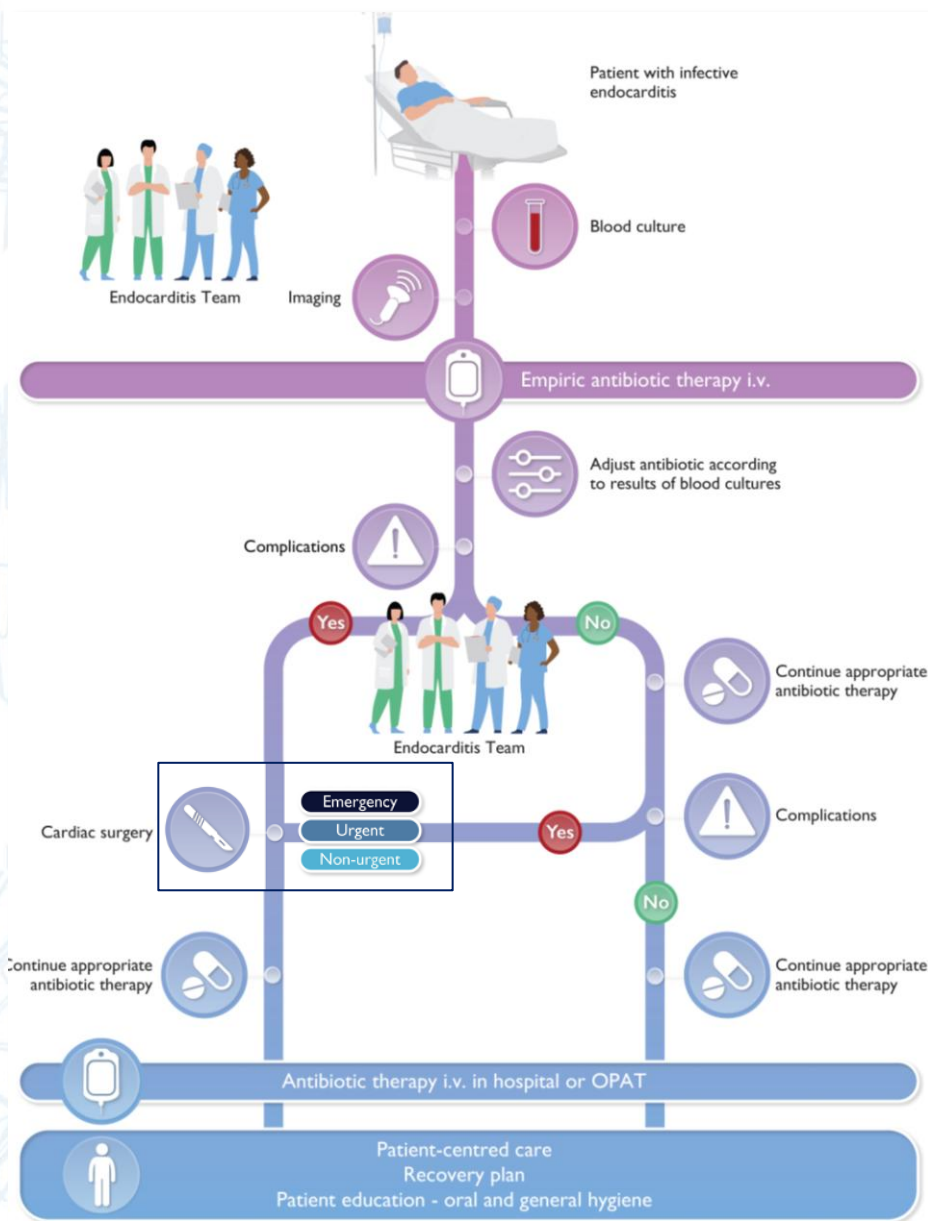 Patient with infective
endocarditis
Blood culture
Endocarditis Team
Imaging
Empiric antibiotic therapy i.v.
Adjust antibiotic according
to results of blood cultures
Complications
Yes
No
Continue appropriate
antibiotic therapy
Endocarditis Team
Emergency
Cardiac surgery
Urgent
Yes
Complications
Non-urgent
No
Continue appropriate
antibiotic therapy
Continue appropriate
antibiotic therapy
Antibiotic therapy i.v. in hospital or OPAT
Patient-centred care
Recovery plan
Patient education - oral and general hygiene